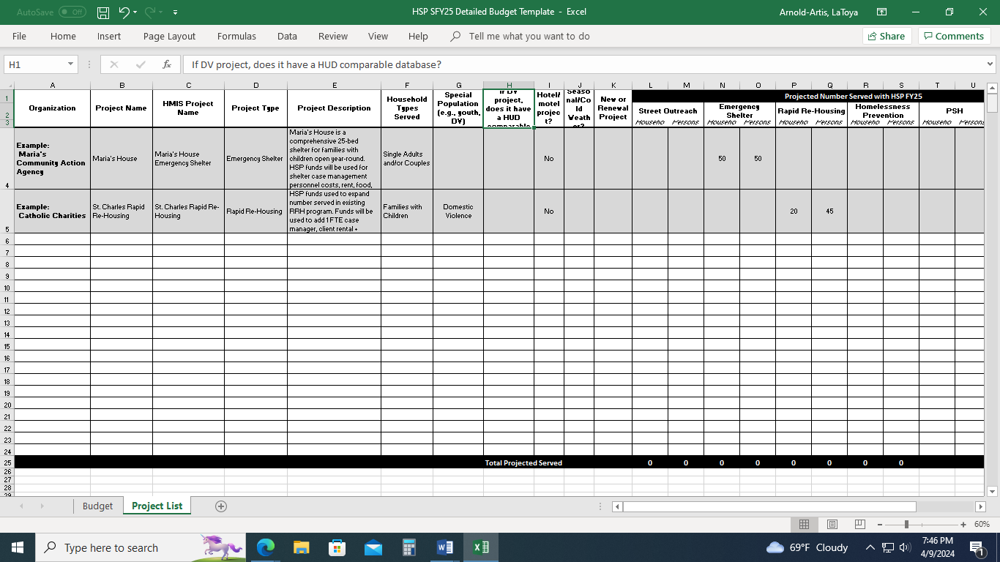 AutoSave Off
HSP SFY25 Detailed Budget Template - Excel
Arnold-Artis, LaToya
File Home Insert Page Layout Formulas Data Review View Help Tell me what you want to do
Share Comments
H1
fx
If DV project, does it have a HUD comparable database?
A B C D E F G H I J K L M N O P Q R S T U
Organization
Project Name
HMIS Project
Name
Project Type
Project Description
Household
Types
Served
Special
Population
(e.g., youth,
DV)
If DV
project,
does it have
a HUD
comparable
Hotel/
motel
projec
t?
Seaso
nal/Co
ld
Weath
er?
New or
Renewal
Project
Projected Number Served with HSP FY25
Street Outreach
Emergency
Shelter
Rapid Re-Housing
Homelessness
Prevention
PSH
Househo Persons Househo Persons Househo Persons Househo Persons Househo Persons
1
2
3
4
Example:
Maria's
Community Action
Agency
Maria's House
Maria's House
Emergency Shelter
Emergency Shelter
Maria's House is a
comprehensive 25-bed
shelter for families with
children open year-round.
HSP funds will be used for
shelter case management
personnel costs, rent, food,
Single Adults
and/or Couples
No
50 50
5
Example:
Catholic Charities
St. Charles Rapid
Re-Housing
St. Charles Rapid Re-
Housing
Rapid Re-Housing
HSP funds used to expand
number served in existing
RRH program. Funds will be
used to add 1 FTE case
manager, client rental +
Families with
Children
Domestic
Violence
No
20 45
6
7
8
9
10
11
12
13
14
15
16
17
18
19
20
21
22
23
24
25 Total Projected Served 0 0 0 0 0 0 0 0
26
27
28
29
Budget Project List
60%
Type here to search
69°F Cloudy
7:46 PM
4/9/2024
1